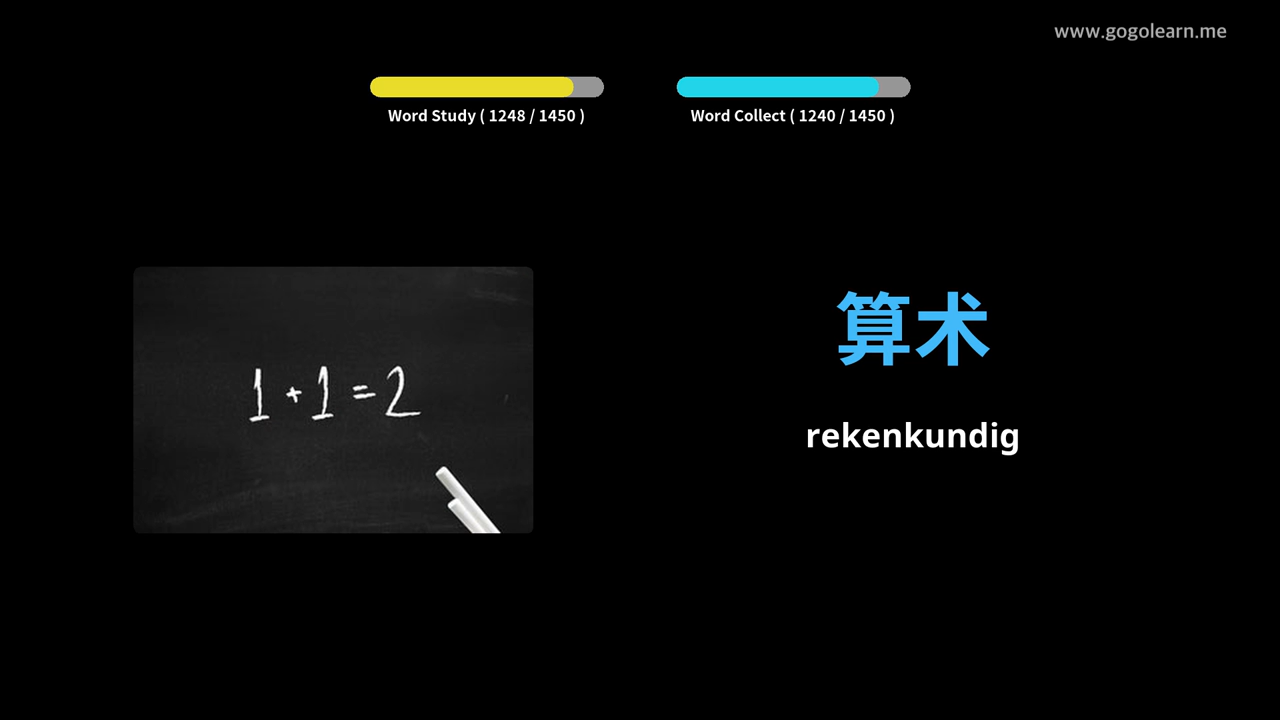 www.gogolearn.me
Word Study ( 1248 / 1450 )
Word Collect ( 1240 / 1450 )
1 + 1 = 2
算术
rekenkundig